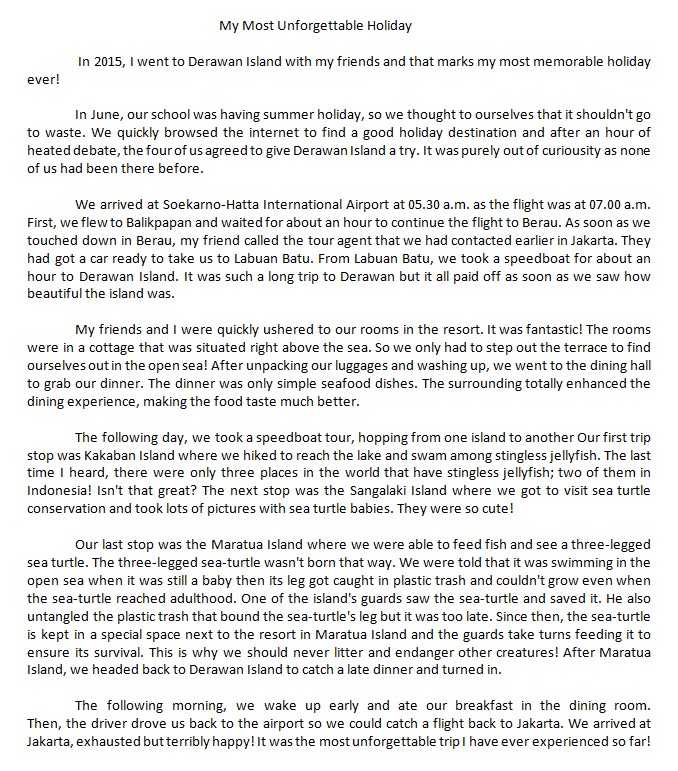 My Most Unforgettable Holiday
In 2015, I went to Derawan Island with my friends and that marks my most memorable holiday
ever!
In June, our school was having summer holiday, so we thought to ourselves that it shouldn't go
to waste. We quickly browsed the internet to find a good holiday destination and after an hour of
heated debate, the four of us agreed to give Derawan Island a try. It was purely out of curiousity as none
of us had been there before.
We arrived at Soekarno-Hatta International Airport at 05.30 a.m. as the flight was at 07.00 a.m.
First, we flew to Balikpapan and waited for about an hour to continue the flight to Berau. As soon as we
touched down in Berau, my friend called the tour agent that we had contacted earlier in Jakarta. They
had got a car ready to take us to Labuan Batu. From Labuan Batu, we took a speedboat for about an
hour to Derawan Island. It was such a long trip to Derawan but it all paid off as soon as we saw how
beautiful the island was.
My friends and I were quickly ushered to our rooms in the resort. It was fantastic! The rooms
were in a cottage that was situated right above the sea. So we only had to step out the terrace to find
ourselves out in the open sea! After unpacking our luggages and washing up, we went to the dining hall
to grab our dinner. The dinner was only simple seafood dishes. The surrounding totally enhanced the
dining experience, making the food taste much better.
The following day, we took a speedboat tour, hopping from one island to another Our first trip
stop was Kakaban Island where we hiked to reach the lake and swam among stingless jellyfish. The last
time I heard, there were only three places in the world that have stingless jellyfish; two of them in
Indonesia! Isn't that great? The next stop was the Sangalaki Island where we got to visit sea turtle
conservation and took lots of pictures with sea turtle babies. They were so cute!
Our last stop was the Maratua Island where we were able to feed fish and see a three-legged
sea turtle. The three-legged sea-turtle wasn't born that way. We were told that it was swimming in the
open sea when it was still a baby then its leg got caught in plastic trash and couldn't grow even when
the sea-turtle reached adulthood. One of the island's guards saw the sea-turtle and saved it. He also
untangled the plastic trash that bound the sea-turtle's leg but it was too late. Since then, the sea-turtle
is kept in a special space next to the resort in Maratua Island and the guards take turns feeding it to
ensure its survival. This is why we should never litter and endanger other creatures! After Maratua
Island, we headed back to Derawan Island to catch a late dinner and turned in.
The following morning, we wake up early and ate our breakfast in the dining room.
Then, the driver drove us back to the airport so we could catch a flight back to Jakarta. We arrived at
Jakarta, exhausted but terribly happy! It was the most unforgettable trip I have ever experienced so far!